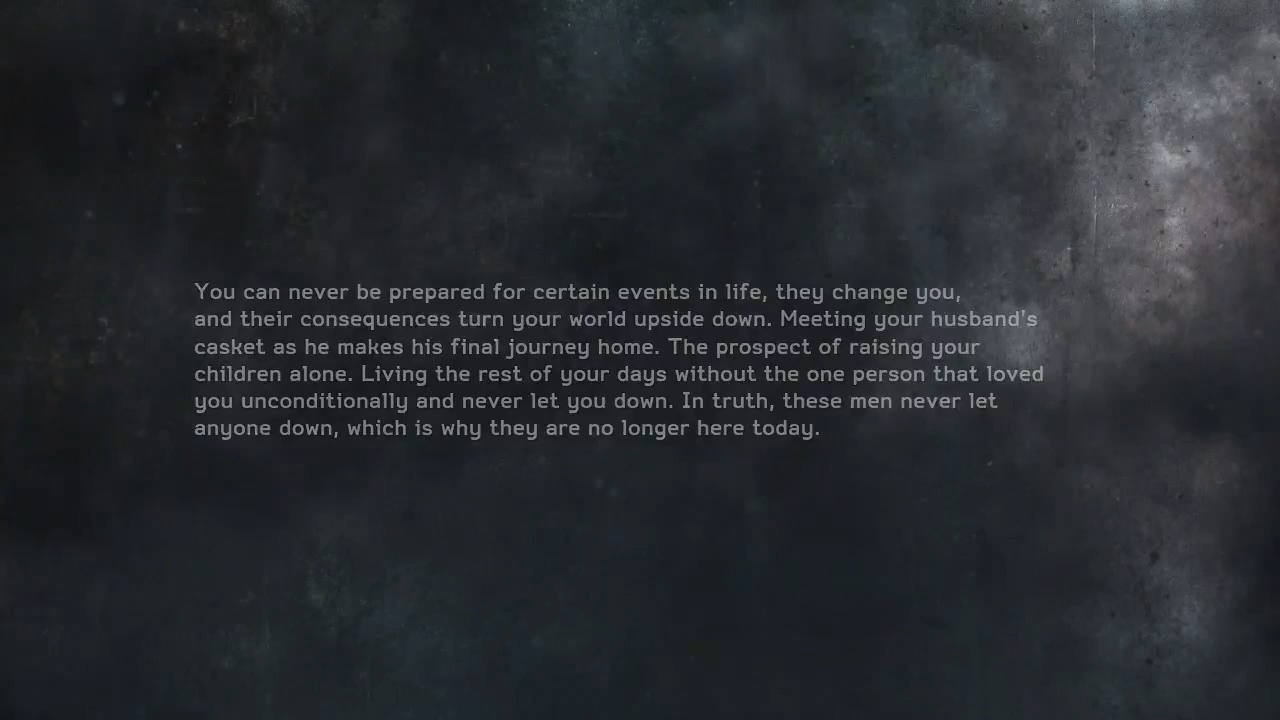 You can never be prepared for certain events in life, they change you,
and their consequences turn your world upside down. Meeting your husband's
casket as he makes his final journey home. The prospect of raising your
children alone. Living the rest of your days without the one person that loved
you unconditionally and never let you down. In truth, these men never let
anyone down, which is why they are no longer here today.